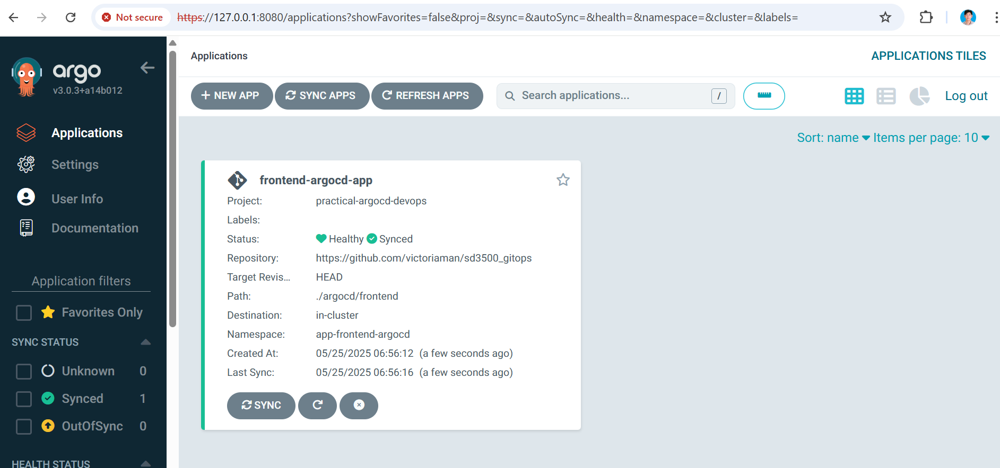 Not secure https://127.0.0.1:8080/applications?showFavorites=false&proj=&sync=&autoSync=&health=&namespace=&cluster=&labels=
argo
v3.0.3+a14b012
Applications
Settings
User Info
Documentation
Application filters
Favorites Only
SYNC STATUS
Unknown 0
Synced 1
OutOfSync 0
HEALTH STATUS
Applications APPLICATIONS TILES
NEW APP SYNC APPS REFRESH APPS Search applications... / Log out
Sort: name Items per page: 10
frontend-argocd-app
Project: practical-argocd-devops
Labels:
Status: Healthy Synced
Repository: https://github.com/victoriaman/sd3500_gitops
Target Revis... HEAD
Path: ./argocd/frontend
Destination: in-cluster
Namespace: app-frontend-argocd
Created At: 05/25/2025 06:56:12 (a few seconds ago)
Last Sync: 05/25/2025 06:56:16 (a few seconds ago)
SYNC